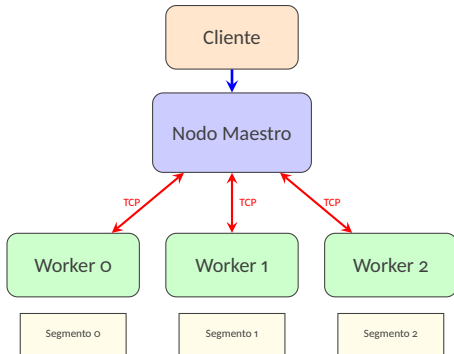 Cliente
Nodo Maestro
TCP TCP TCP
Worker 0 Worker 1 Worker 2
Segmento 0 Segmento 1 Segmento 2